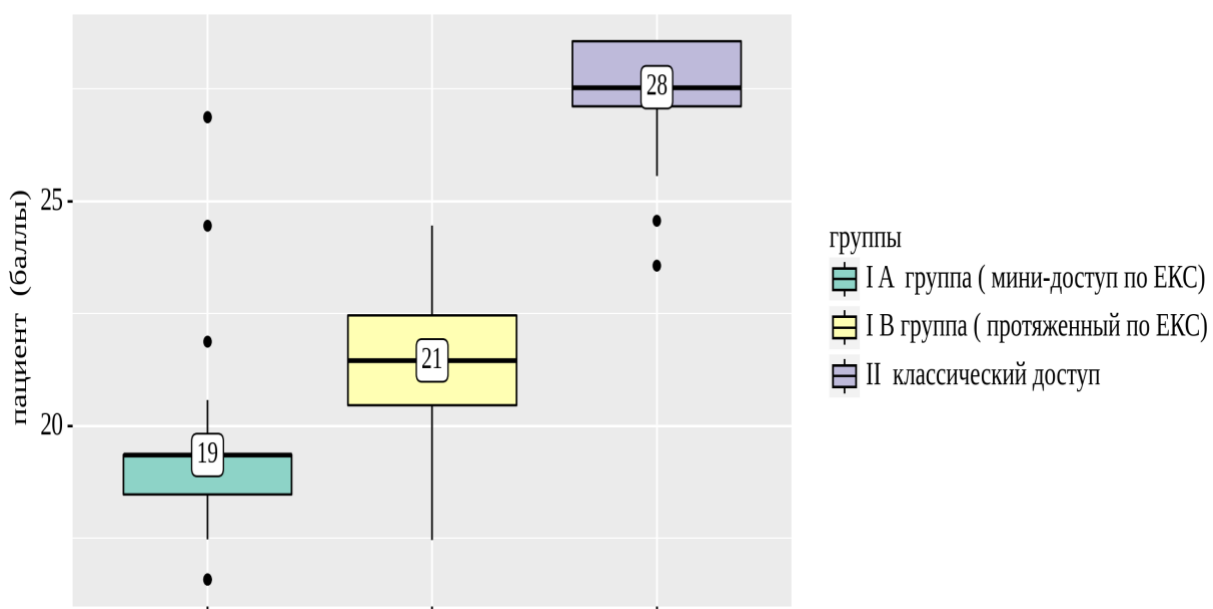 пациент (баллы)
25
20
28
21
19
группы
I A группа ( мини-доступ по ЕКС)
I B группа ( протяженный по ЕКС)
II классический доступ